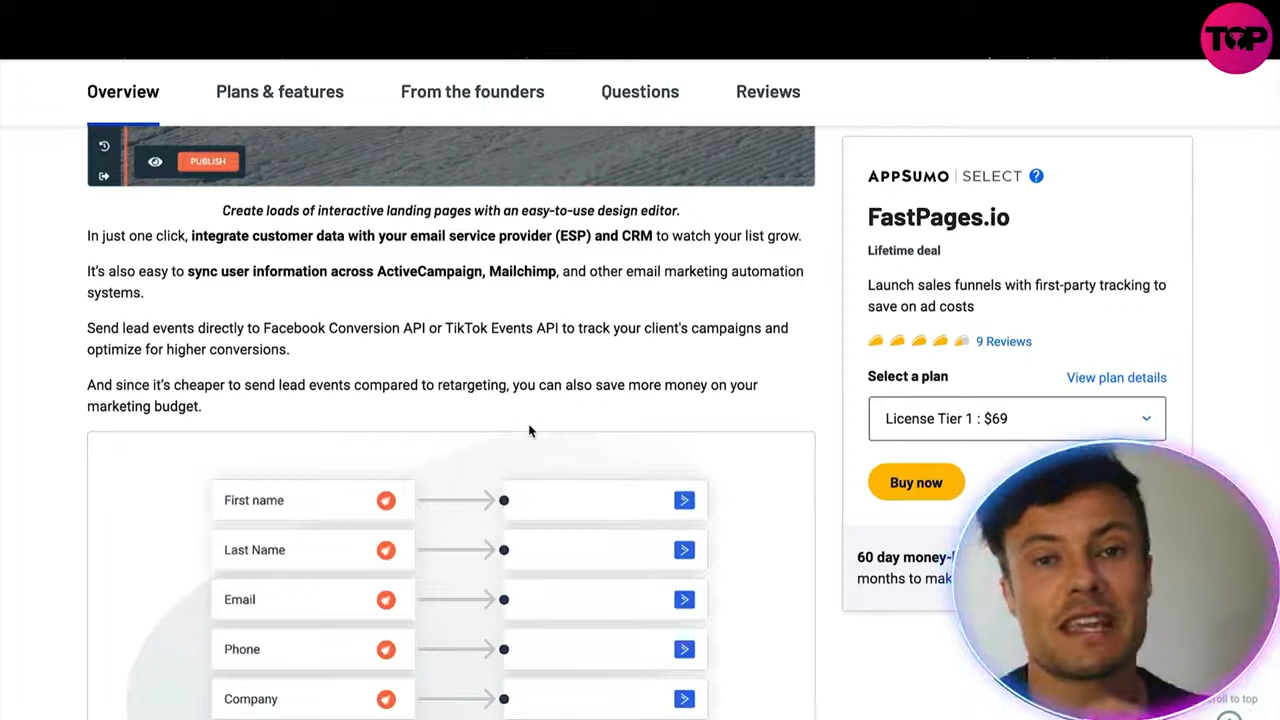 TOP
Overview
Plans & features
From the founders
Questions
Reviews
PUBLISH
Create loads of interactive landing pages with an easy-to-use design editor.
In just one click, integrate customer data with your email service provider (ESP) and CRM to watch your list grow.
It's also easy to sync user information across ActiveCampaign, Mailchimp, and other email marketing automation
systems.
Send lead events directly to Facebook Conversion API or TikTok Events API to track your client's campaigns and
optimize for higher conversions.
And since it's cheaper to send lead events compared to retargeting, you can also save more money on your
marketing budget.
First name
Last Name
Email
Phone
Company
APPSUMO | SELECT ?
FastPages.io
Lifetime deal
Launch sales funnels with first-party tracking to
save on ad costs
9 Reviews
Select a plan
View plan details
License Tier 1 : $69
Buy now
60 day money-
months to mak
roll to top